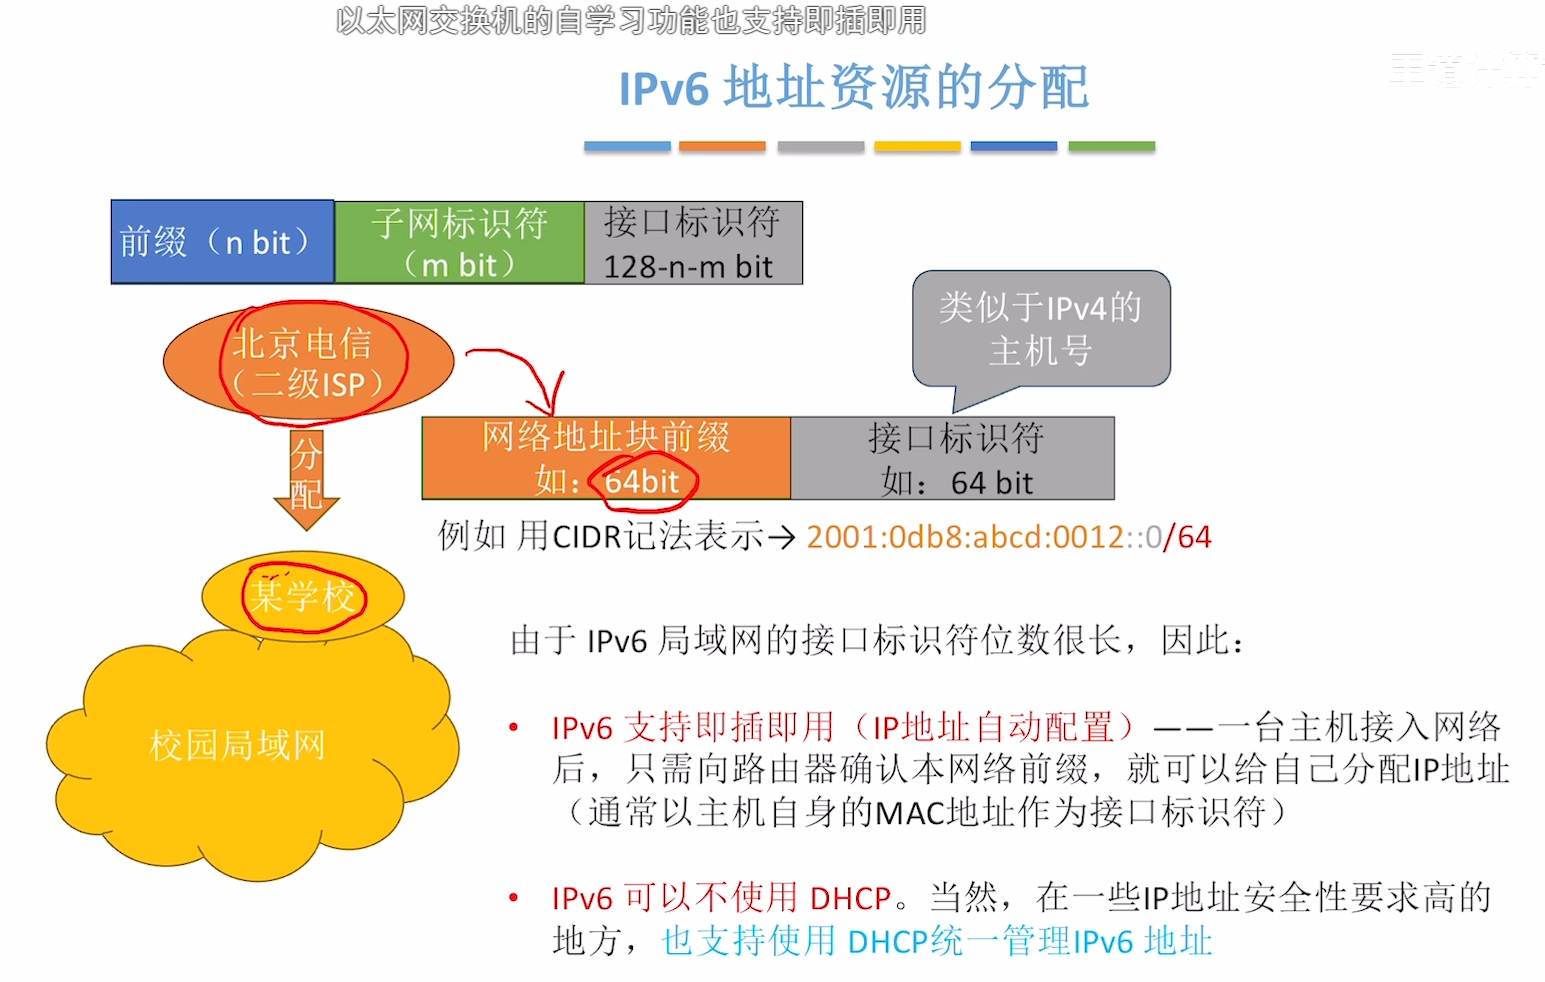 以太网交换机的自学习功能也支持即插即用
IPv6 地址资源的分配
前缀（n bit）
子网标识符
（m bit）
接口标识符
128-n-m bit
类似于IPv4的
主机号
北京电信
（二级ISP）
分
配
网络地址块前缀
如：64bit
接口标识符
如：64 bit
例如 用CIDR记法表示→ 2001:0db8:abcd:0012::0/64
某学校
校园局域网
由于 IPv6 局域网的接口标识符位数很长，因此：
• IPv6 支持即插即用（IP地址自动配置）——一台主机接入网络
后，只需向路由器确认本网络前缀，就可以给自己分配IP地址
（通常以主机自身的MAC地址作为接口标识符）
• IPv6 可以不使用 DHCP。当然，在一些IP地址安全性要求高的
地方，也支持使用 DHCP统一管理IPv6 地址